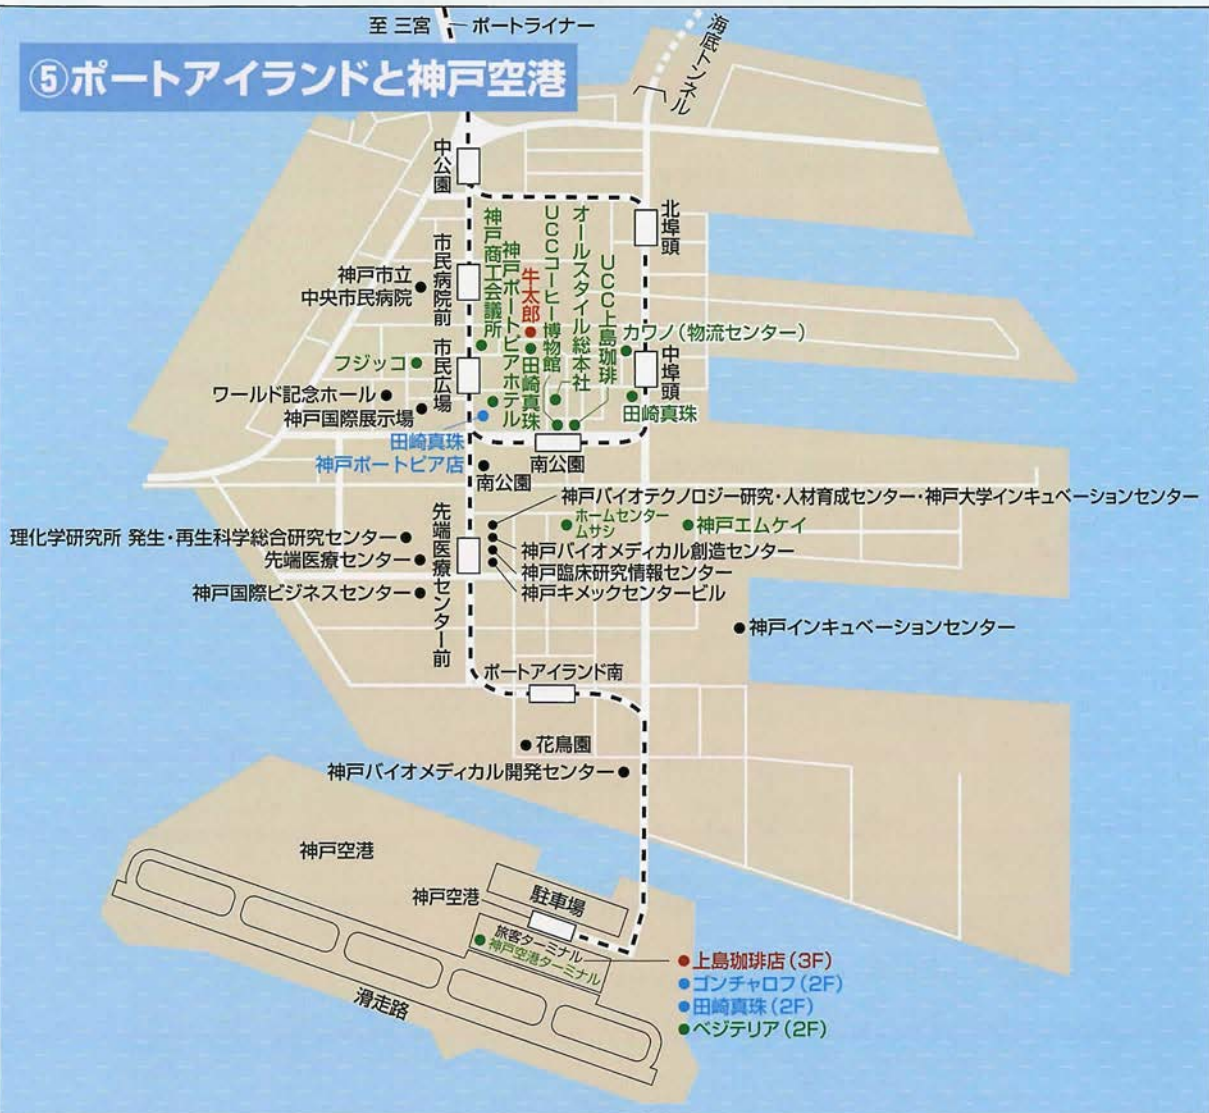 至 三宮
ポートライナー
海底トンネル
⑤ポートアイランドと神戸空港
中公園
北埠頭
市民病院前
神戸市立
中央市民病院
神戸商工会議所
神戸ポートピアホテル
牛太郎
田崎真珠
UCCコーヒー博物館
オールスタイル総本社
UCC上島珈琲
カワノ(物流センター)
中埠頭
田崎真珠
フジッコ
市民広場
ワールド記念ホール
神戸国際展示場
田崎真珠
神戸ポートピア店
南公園
南公園
神戸バイオテクノロジー研究・人材育成センター・神戸大学インキュベーションセンター
ホームセンター
ムサシ
神戸エムケイ
理化学研究所 発生・再生科学総合研究センター
先端医療センター
神戸国際ビジネスセンター
先端医療センター前
神戸バイオメディカル創造センター
神戸臨床研究情報センター
神戸キメックセンタービル
神戸インキュベーションセンター
ポートアイランド南
花鳥園
神戸バイオメディカル開発センター
神戸空港
神戸空港
駐車場
旅客ターミナル
神戸空港ターミナル
滑走路
上島珈琲店(3F)
ゴンチャロフ(2F)
田崎真珠(2F)
ベジテリア(2F)